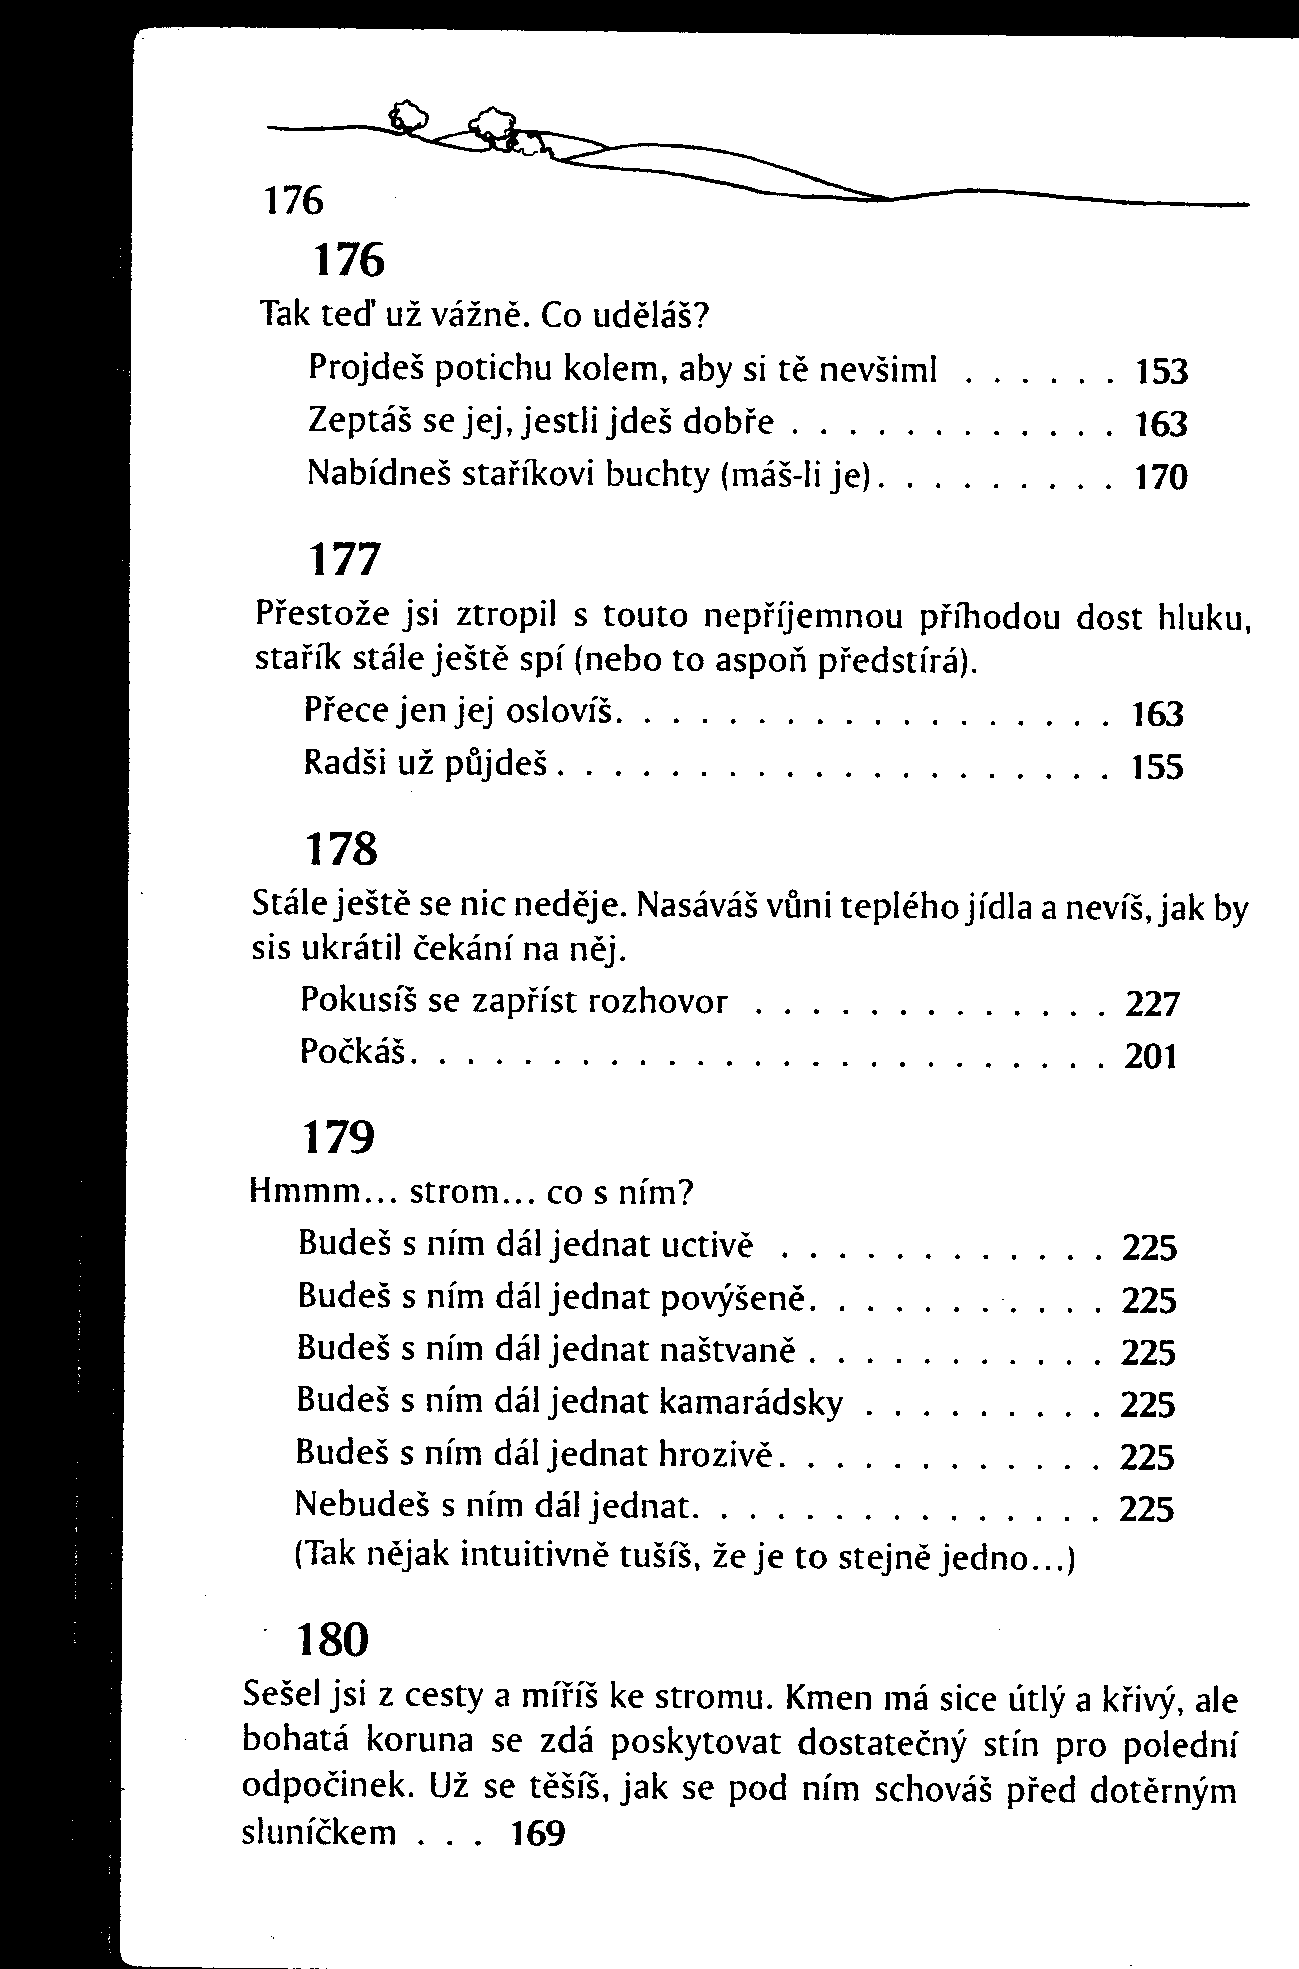 176
176
Tak teď už vážně. Co uděláš?
Projdeš potichu kolem, aby si tě nevšiml . . . . . . 153
Zeptáš se jej, jestli jdeš dobře . . . . . . . . . . . . 163
Nabídneš staříkovi buchty (máš-li je). . . . . . . . . 170
177
Přestože jsi ztropil s touto nepříjemnou příhodou dost hluku,
stařík stále ještě spí (nebo to aspoň předstírá).
Přece jen jej oslovíš. . . . . . . . . . . . . . . . . . 163
Radši už půjdeš . . . . . . . . . . . . . . . . . . . . 155
178
Stále ještě se nic neděje. Nasáváš vůni teplého jídla a nevíš, jak by
sis ukrátil čekání na něj.
Pokusíš se zapříst rozhovor . . . . . . . . . . . . . 227
Počkáš. . . . . . . . . . . . . . . . . . . . . . . . . 201
179
Hmmm... strom... co s ním?
Budeš s ním dál jednat uctivě . . . . . . . . . . . . 225
Budeš s ním dál jednat povýšeně. . . . . . . . . . . 225
Budeš s ním dál jednat naštvaně . . . . . . . . . . . 225
Budeš s ním dál jednat kamarádsky . . . . . . . . . 225
Budeš s ním dál jednat hrozivě. . . . . . . . . . . . 225
Nebudeš s ním dál jednat. . . . . . . . . . . . . . . 225
(Tak nějak intuitivně tušíš, že je to stejně jedno...)
180
Sešel jsi z cesty a míříš ke stromu. Kmen má sice útlý a křivý, ale
bohatá koruna se zdá poskytovat dostatečný stín pro polední
odpočinek. Už se těšíš, jak se pod ním schováš před dotěrným
sluníčkem . . . 169